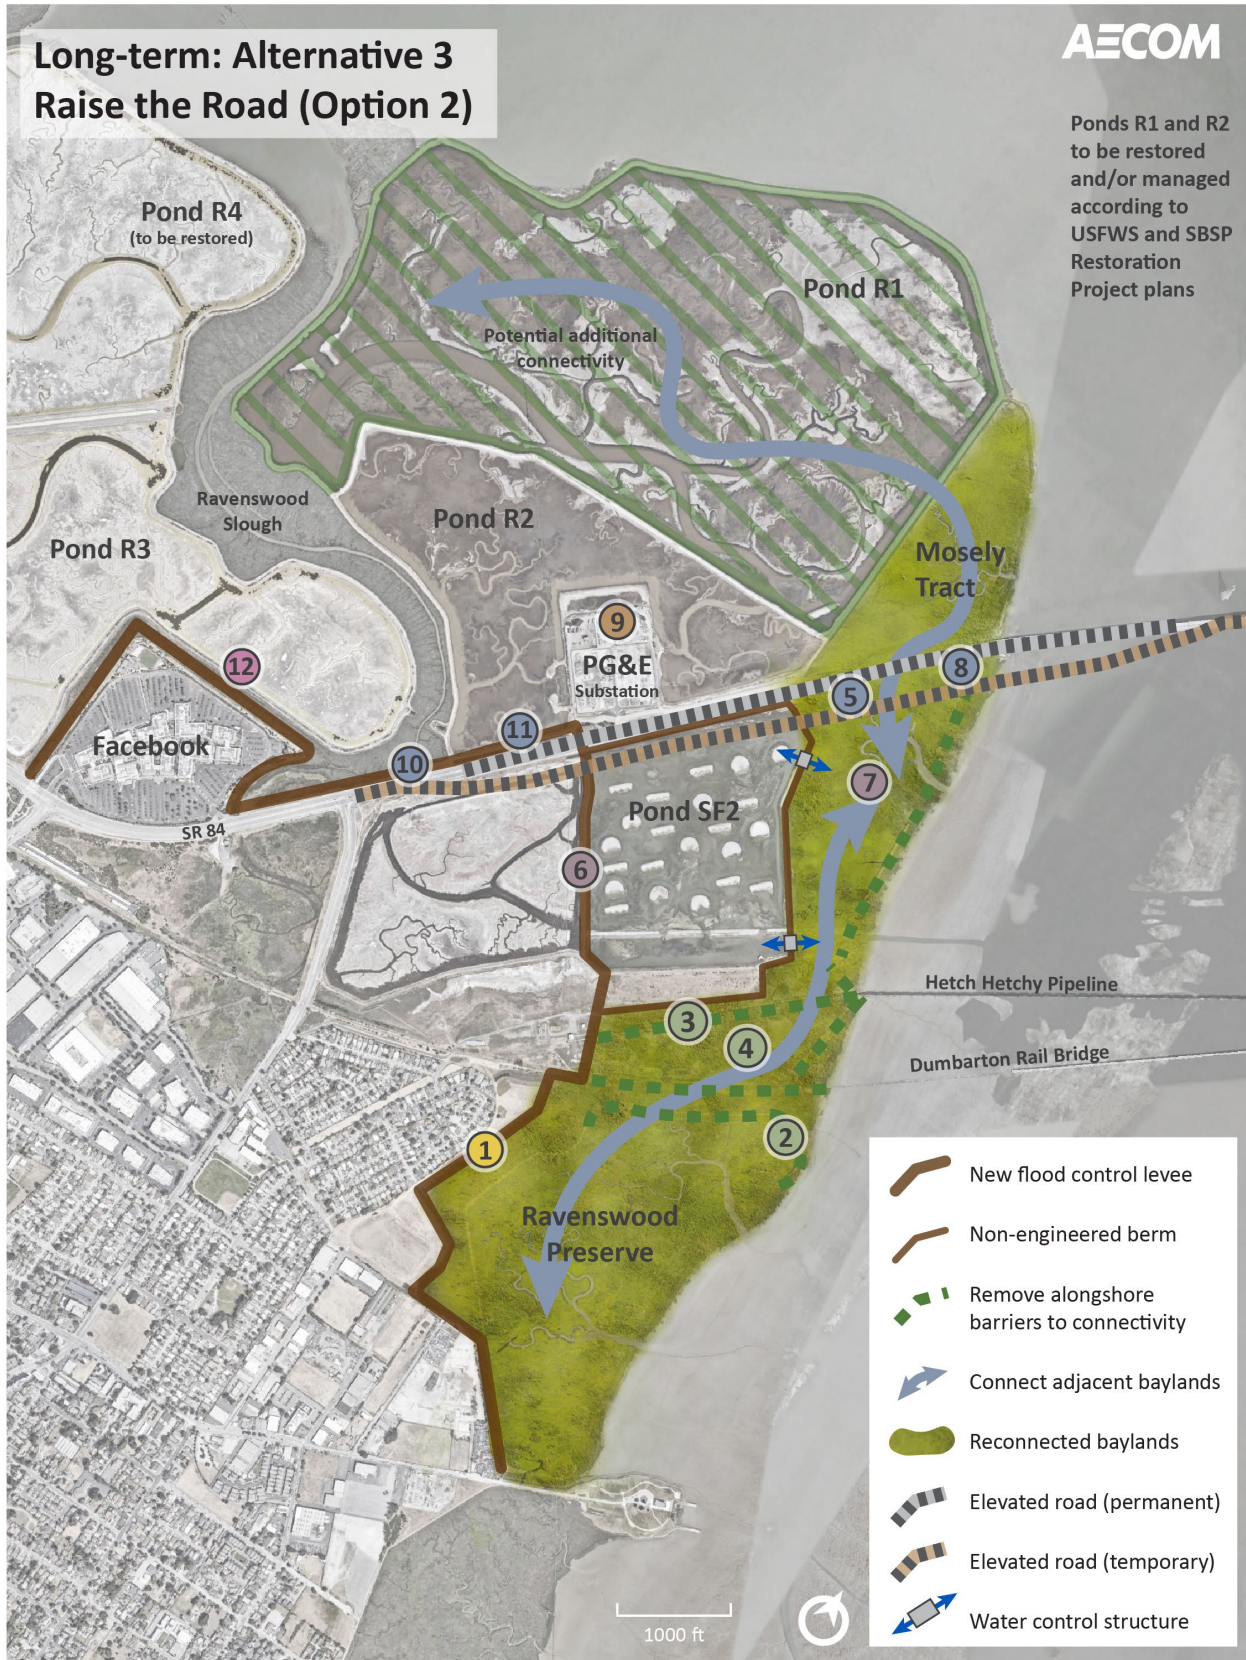 Long-term: Alternative 3
Raise the Road (Option 2)
AECOM
Ponds R1 and R2
to be restored
and/or managed
according to
USFWS and SBSP
Restoration
Project plans
Pond R4
(to be restored)
Pond R1
Potential additional
connectivity
Ravenswood
Slough
Pond R2
Pond R3
Mosely
Tract
9
PG&E
Substation
12
8
5
11
10
Facebook
7
Pond SF2
SR 84
6
Hetch Hetchy Pipeline
3
4
Dumbarton Rail Bridge
2
1
Ravenswood
Preserve
New flood control levee
Non-engineered berm
Remove alongshore
barriers to connectivity
Connect adjacent baylands
Reconnected baylands
Elevated road (permanent)
Elevated road (temporary)
Water control structure
1000 ft